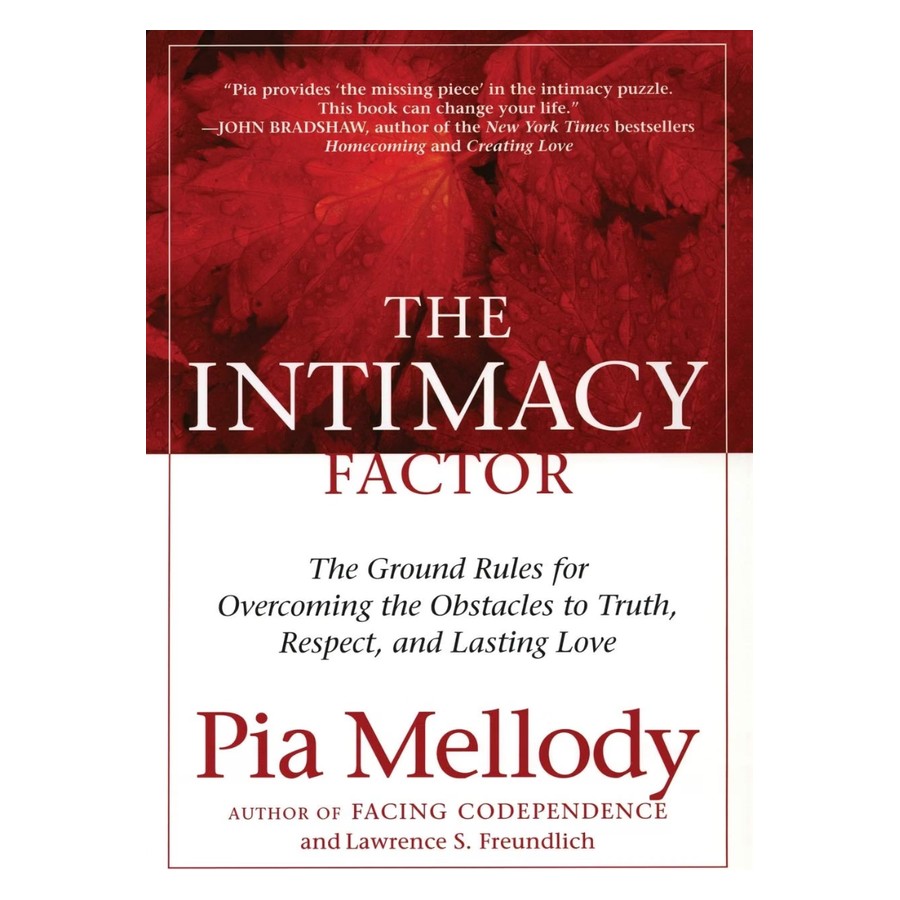 “Pia provides ‘the missing piece’ in the intimacy puzzle.
This book can change your life.”
—JOHN BRADSHAW, author of the New York Times bestsellers
Homecoming and Creating Love
THE
INTIMACY
FACTOR
The Ground Rules for
Overcoming the Obstacles to Truth,
Respect, and Lasting Love
Pia Mellody
AUTHOR OF FACING CODEPENDENCE
and Lawrence S. Freundlich